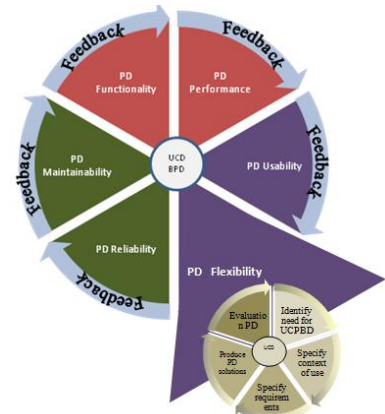 Feedback
Feedback
PD
Functionality
PD
Performance
Feedback
Feedback
PD
Maintainability
UCD
BPD
PD Usability
PD Reliability
Feedback
PD Flexibility
Evaluatio
n PD
Identify
need for
UCPBD
Produce
PD
solutions
UCD
Specify
context
of use
Specify
requirem
ents